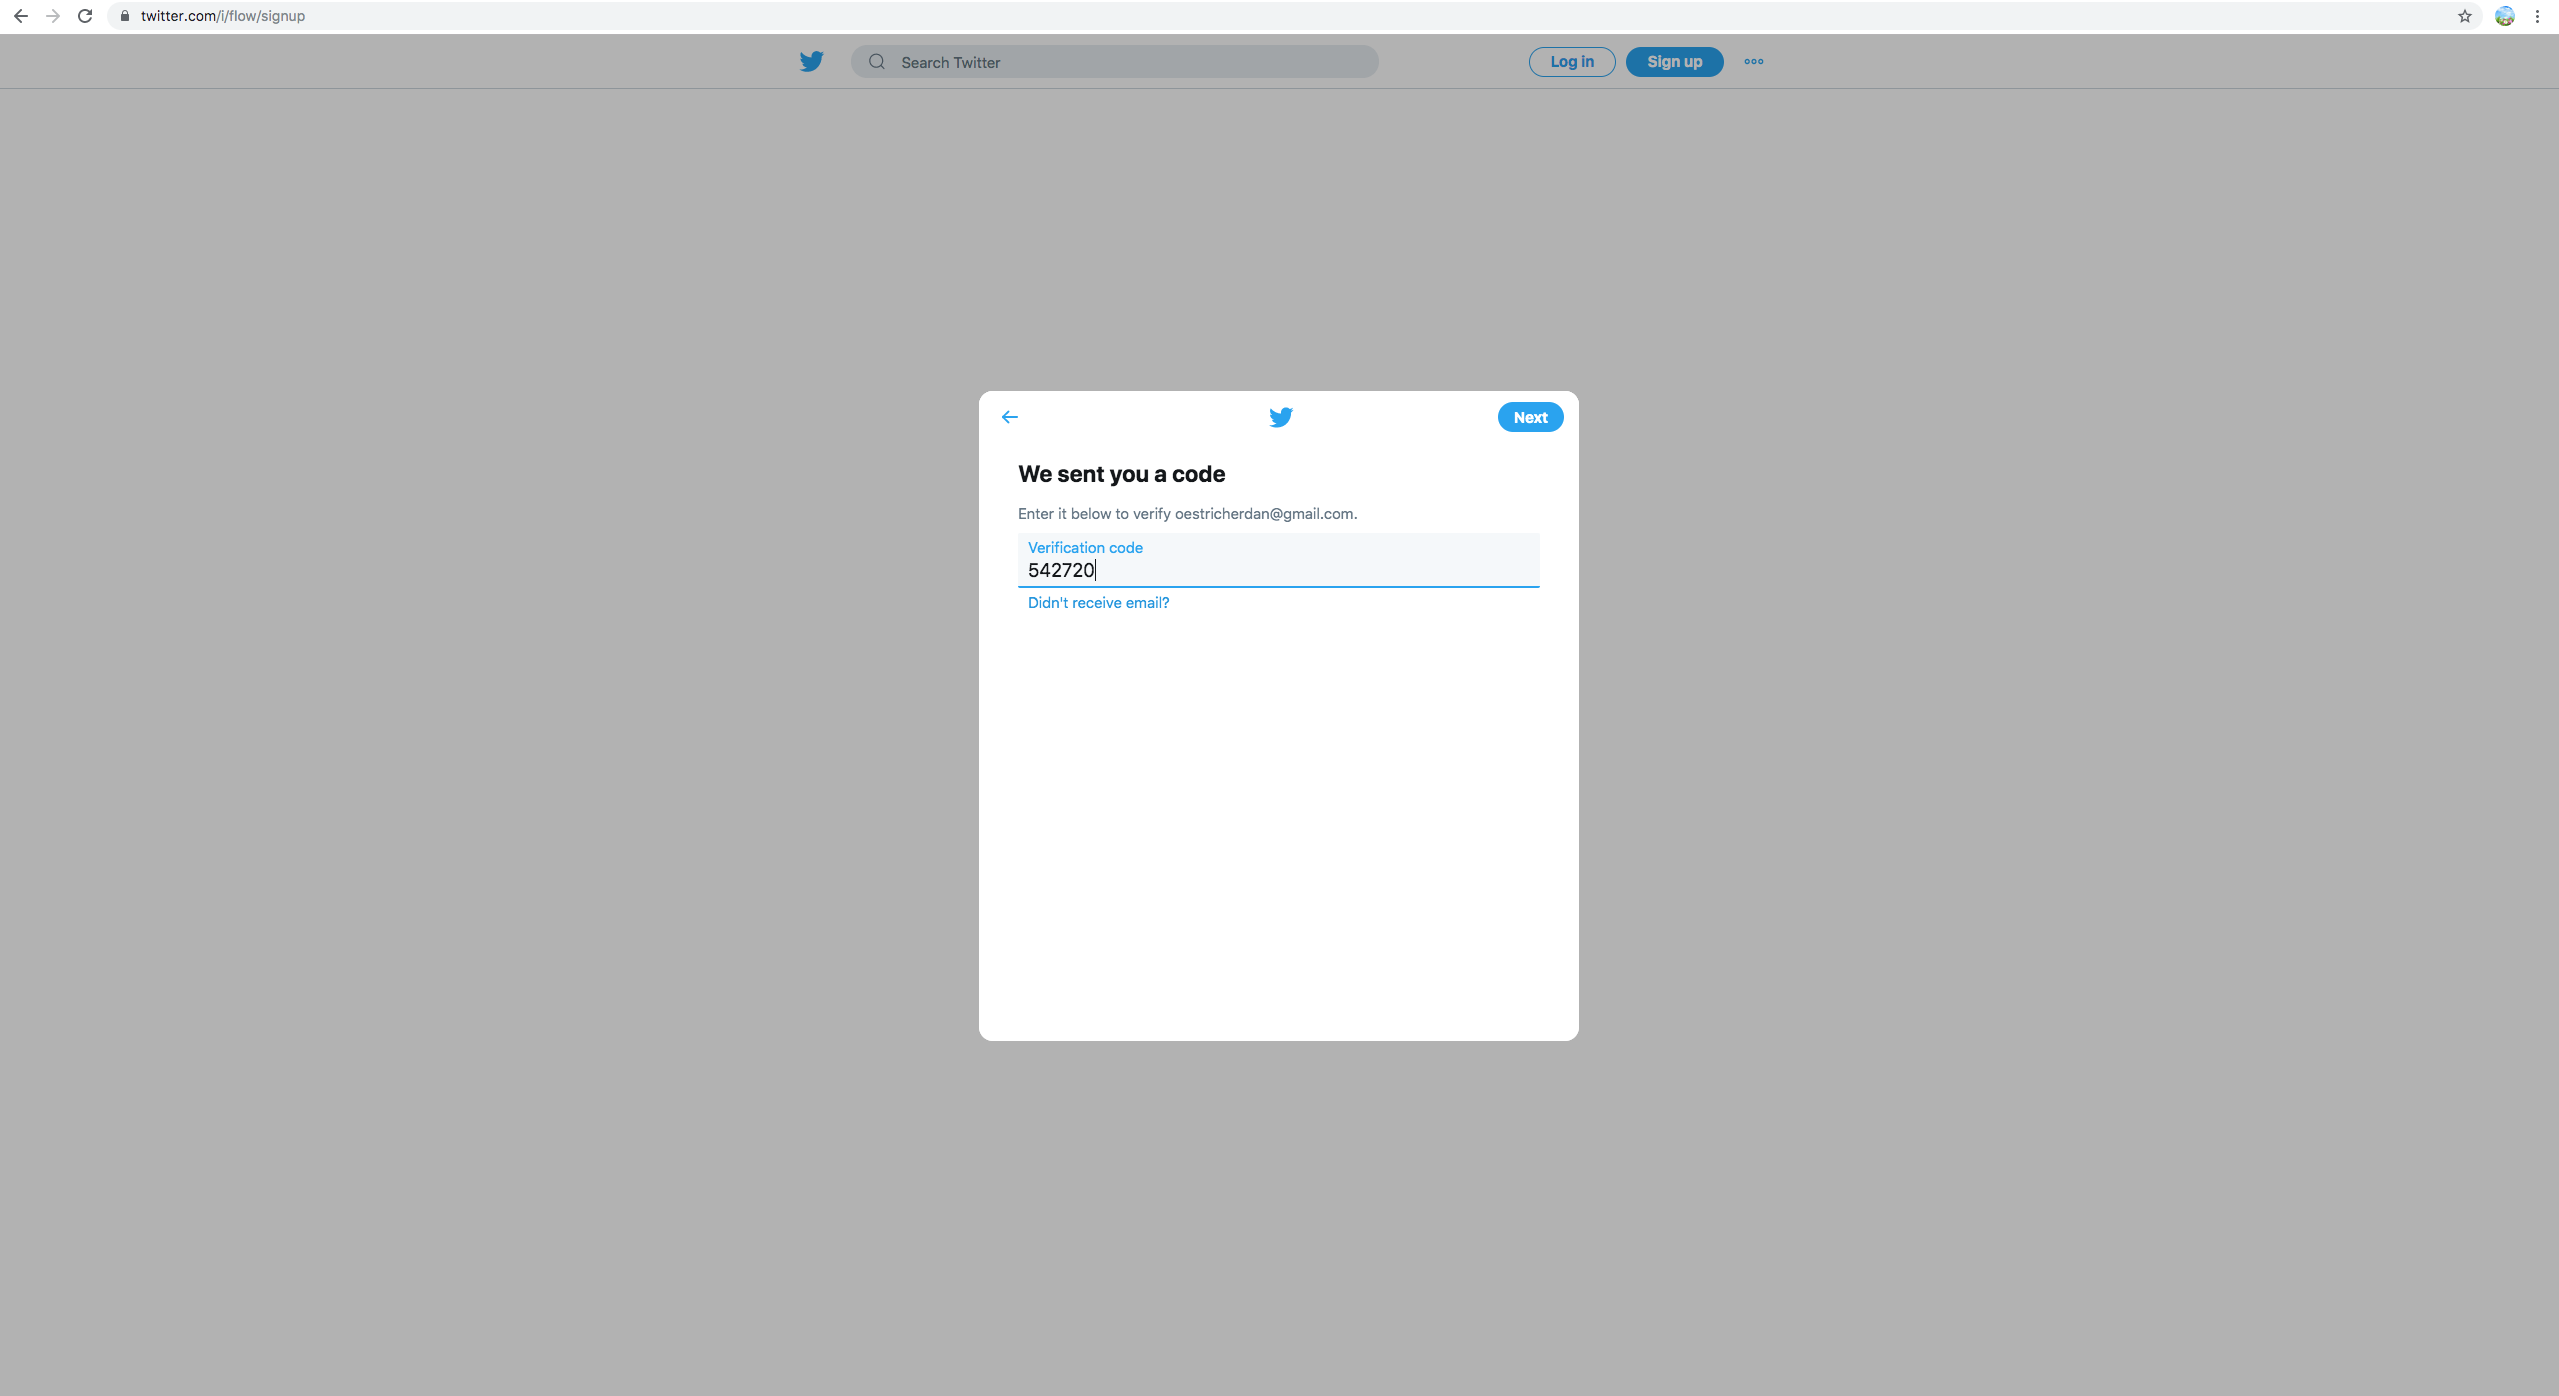 twitter.com/i/flow/signup
Search Twitter
Log in
Sign up
Next
We sent you a code
Enter it below to verify oestricherdan@gmail.com.
Verification code
542720
Didn't receive email?